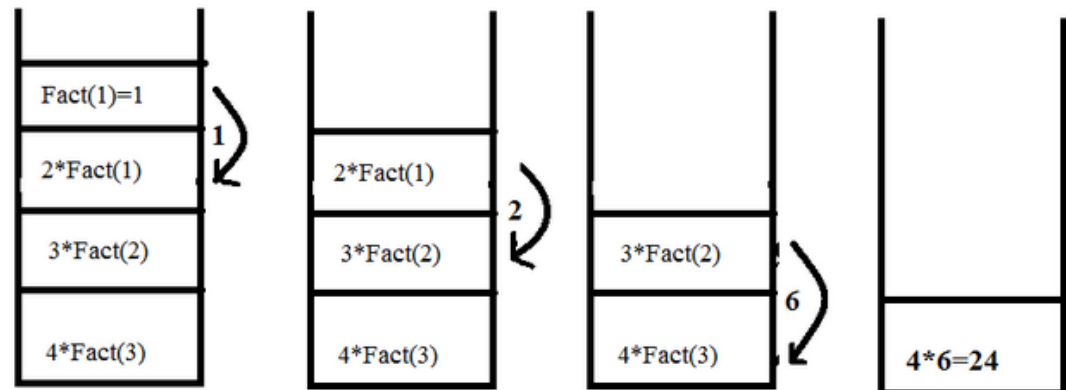 Fact(1)=1
1
2*Fact(1)
3*Fact(2)
4*Fact(3)
2*Fact(1)
2
3*Fact(2)
4*Fact(3)
3*Fact(2)
6
4*Fact(3)
4*6=24